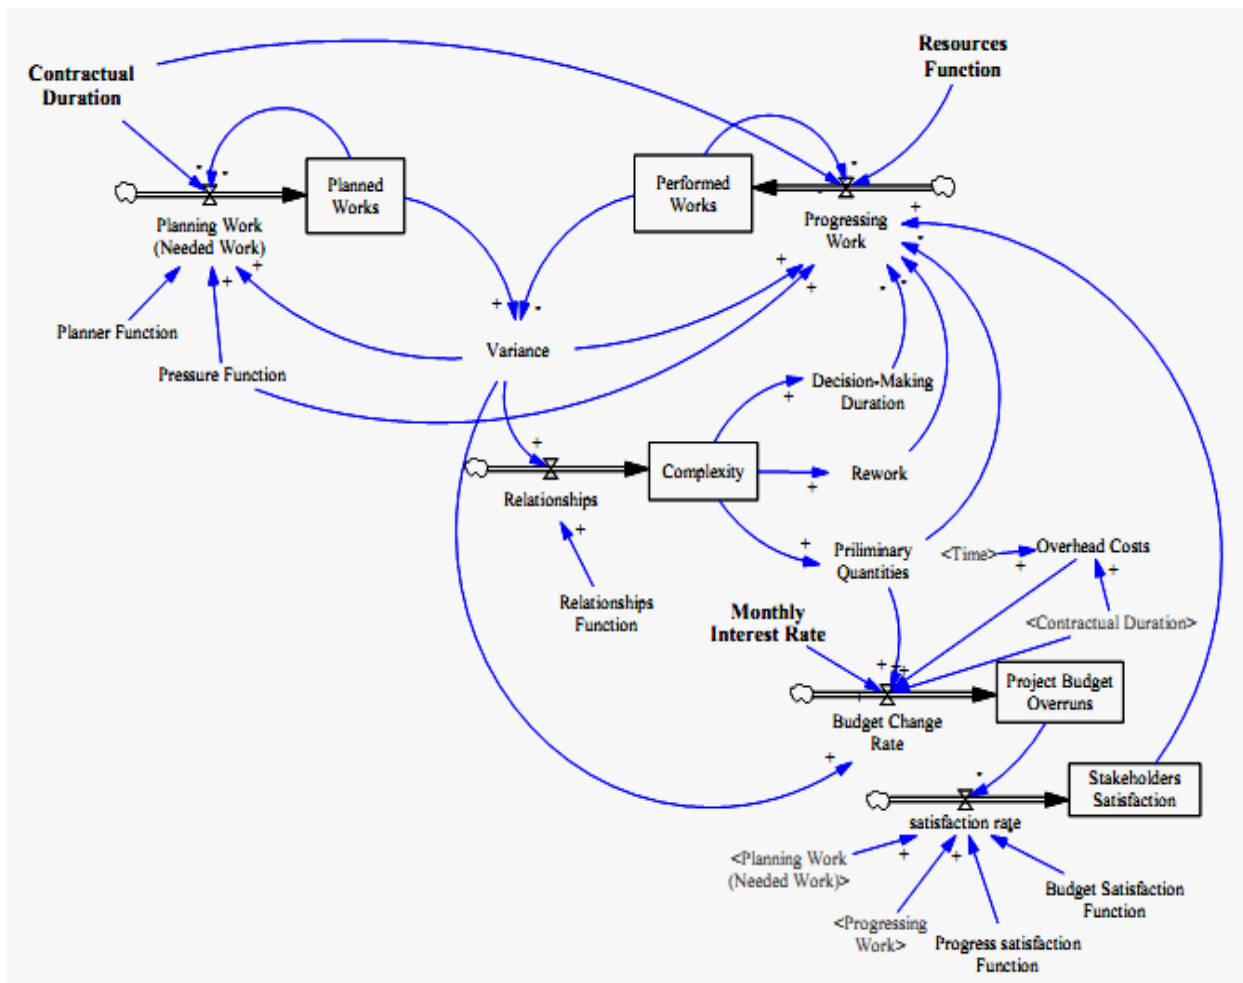 Resources
Function
Contractual
Duration
Planned
Works
Performed
Works
Planning Work
(Needed Work)
Progressing
Work
Planner Function
Variance
Pressure Function
Decision-Making
Duration
Complexity
Rework
Relationships
Priliminary
Quantities
<Time>
Overhead Costs
Relationships
Function
Monthly
Interest Rate
<Contractual Duration>
Project Budget
Overruns
Budget Change
Rate
Stakeholders
Satisfaction
satisfaction rate
<Planning Work
(Needed Work)>
Budget Satisfaction
Function
<Progressing
Work>
Progress satisfaction
Function